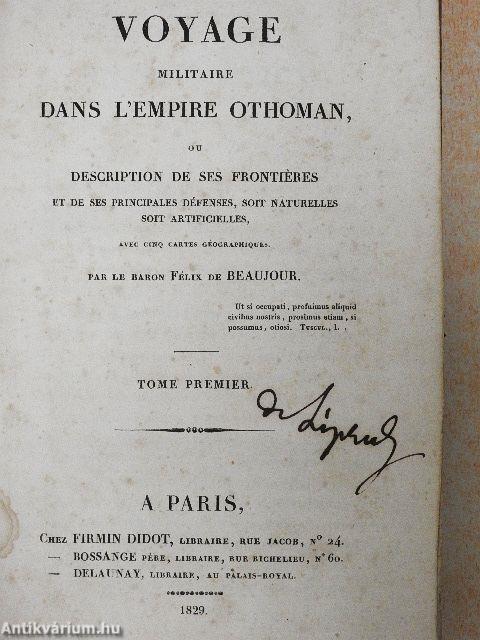 VOYAGE
MILITAIRE
DANS L'EMPIRE OTHOMAN,
OU
DESCRIPTION DE SES FRONTIÈRES
ET DE SES PRINCIPALES DÉFENSES, SOIT NATURELLES
SOIT ARTIFICIELLES,
AVEC CINQ CARTES GÉOGRAPHIQUES.
PAR LE BARON FÉLIX DE BEAUJOUR.
Ut si occupati, profuimus aliquid
civibus nostris, prosimus etiam, si
possumus, otiosi. TUSCUL., I.
TOME PREMIER.
de
A PARIS,
CHEZ FIRMIN DIDOT, LIBRAIRE, RUE JACOB, N° 24.
— BOSSANGE PÈRE, LIBRAIRE, RUE RICHELIEU, N° 60.
— DELAUNAY, LIBRAIRE, AU PALAIS-ROYAL.
1829.
Antikvárium.hu